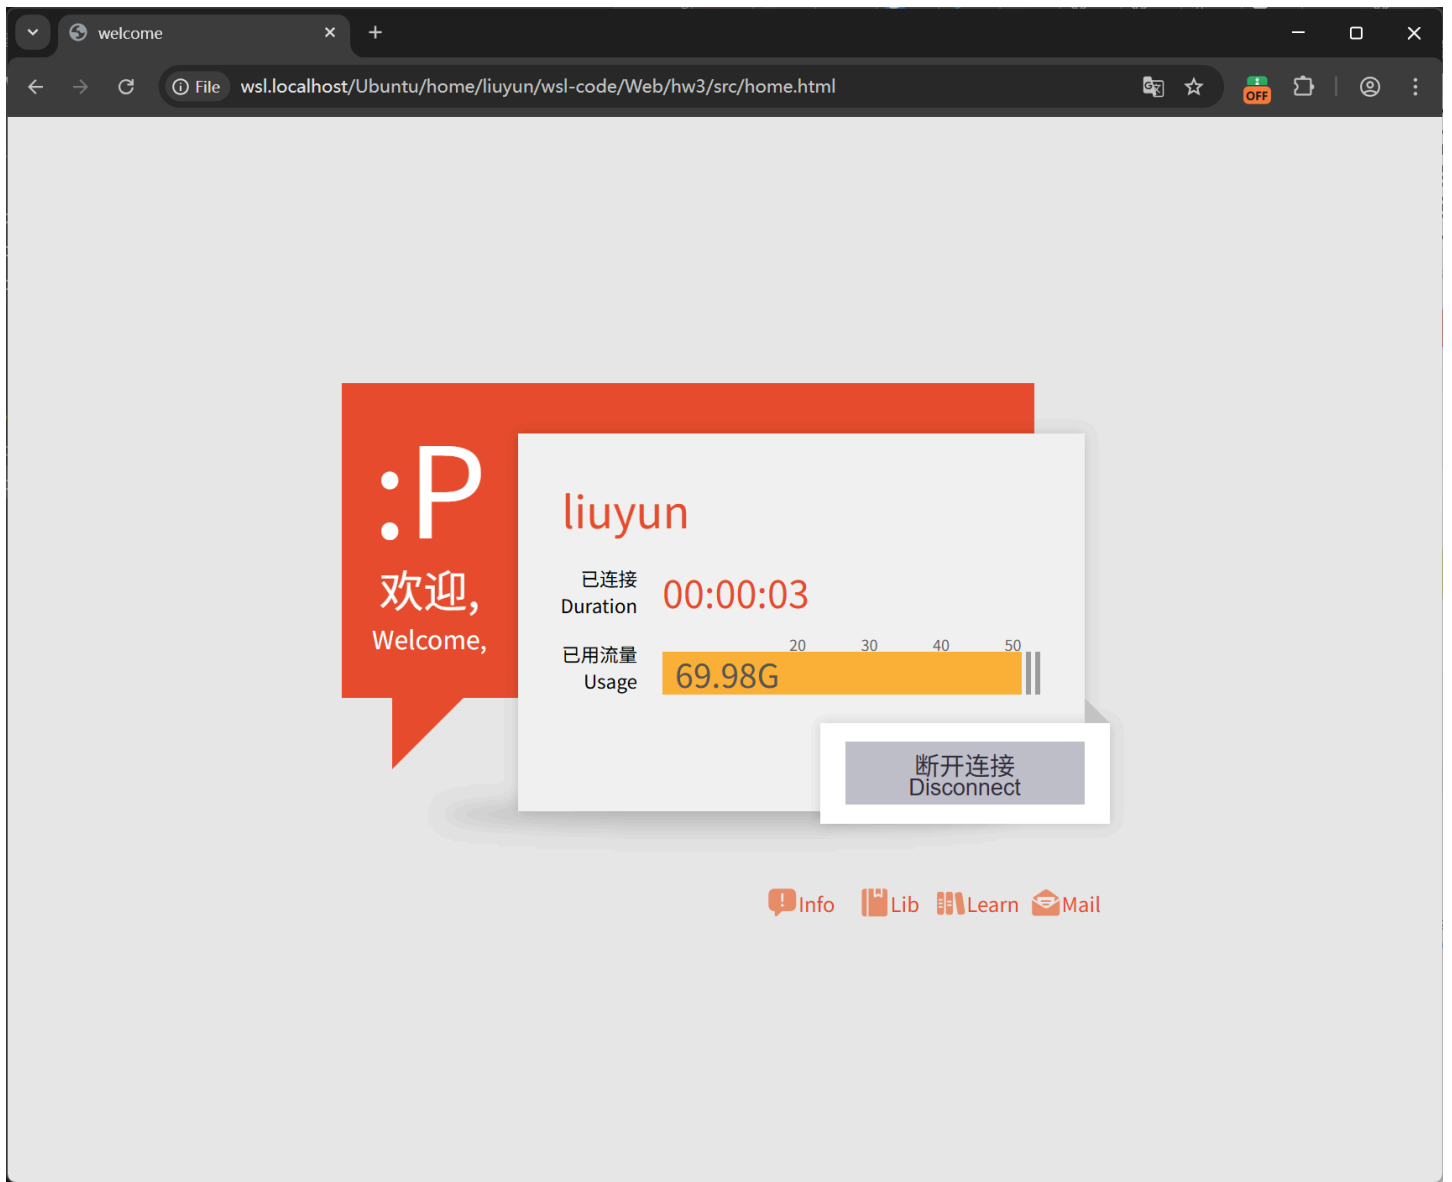 welcome
File
wsl.localhost/Ubuntu/home/liuyun/wsl-code/Web/hw3/src/home.html
OFF
:P
欢迎,
Welcome,
liuyun
已连接
Duration
00:00:03
已用流量
Usage
20 30 40 50
69.98G
断开连接
Disconnect
Info Lib Learn Mail